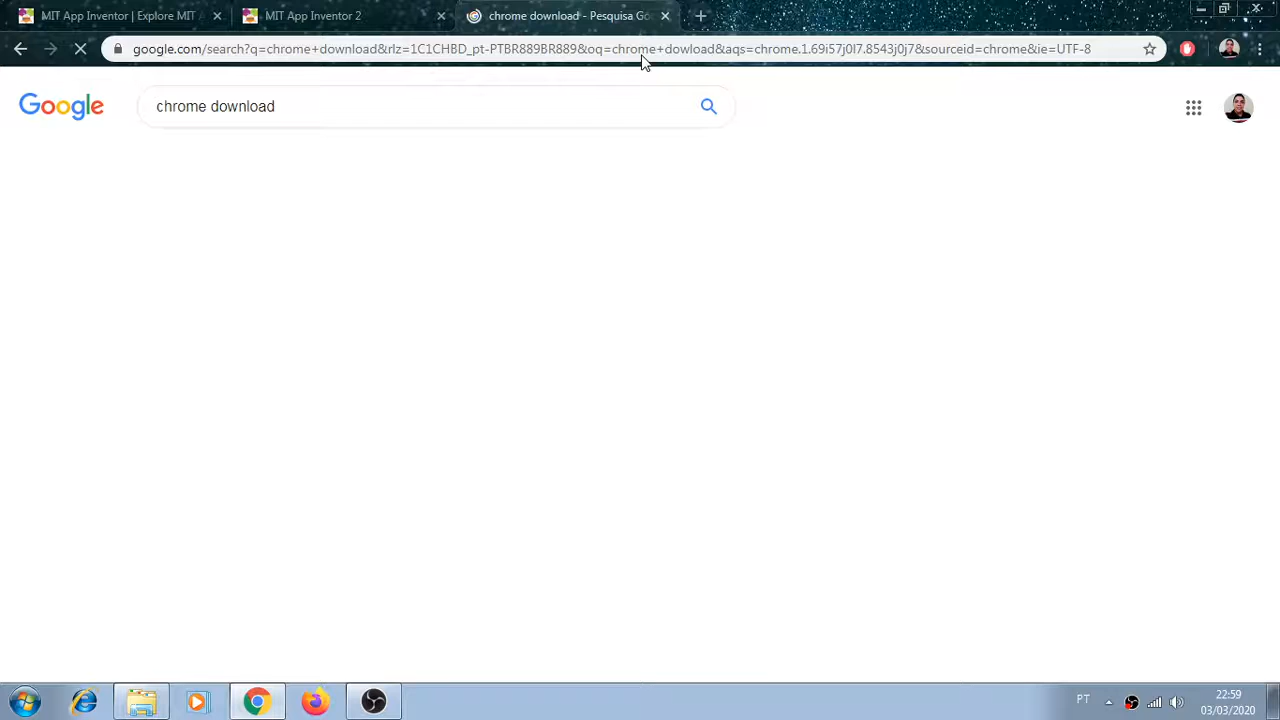 MIT App Inventor | Explore MIT
MIT App Inventor 2
chrome download - Pesquisa Go
google.com/search?q=chrome+download&rlz=1C1CHBD_pt-PTBR889BR889&oq=chrome+dowload&aqs=chrome.1.69i57j0l7.8543j0j7&sourceid=chrome&ie=UTF-8
Google
chrome download
PT
22:59
03/03/2020